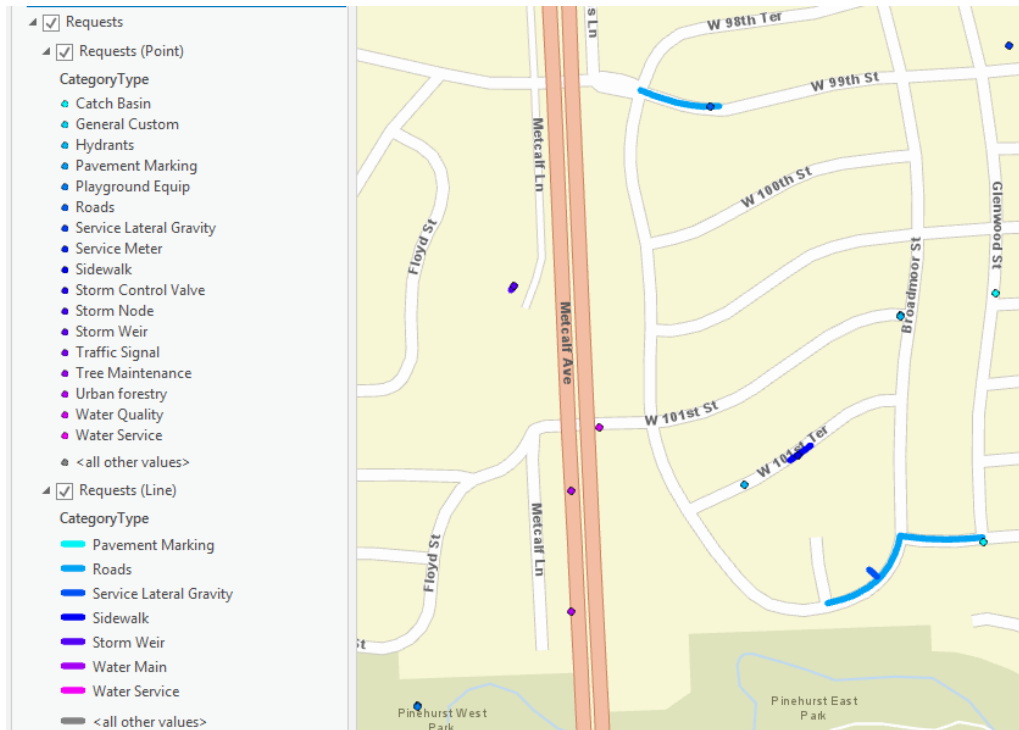 Requests
Requests (Point)
CategoryType
Catch Basin
General Custom
Hydrants
Pavement Marking
Playground Equip
Roads
Service Lateral Gravity
Service Meter
Sidewalk
Storm Control Valve
Storm Node
Storm Weir
Traffic Signal
Tree Maintenance
Urban forestry
Water Quality
Water Service
<all other values>
Requests (Line)
CategoryType
Pavement Marking
Roads
Service Lateral Gravity
Sidewalk
Storm Weir
Water Main
Water Service
<all other values>
s Ln
W 98th Ter
W 99th St
Metcalf Ln
W 100th St
Glenwood St
Floyd St
Broadmoor St
Metcalf Ave
W 101st St
W 101st Ter
Metcalf Ln
Floyd St
St
Pinehurst West
Park
Pinehurst East
Park